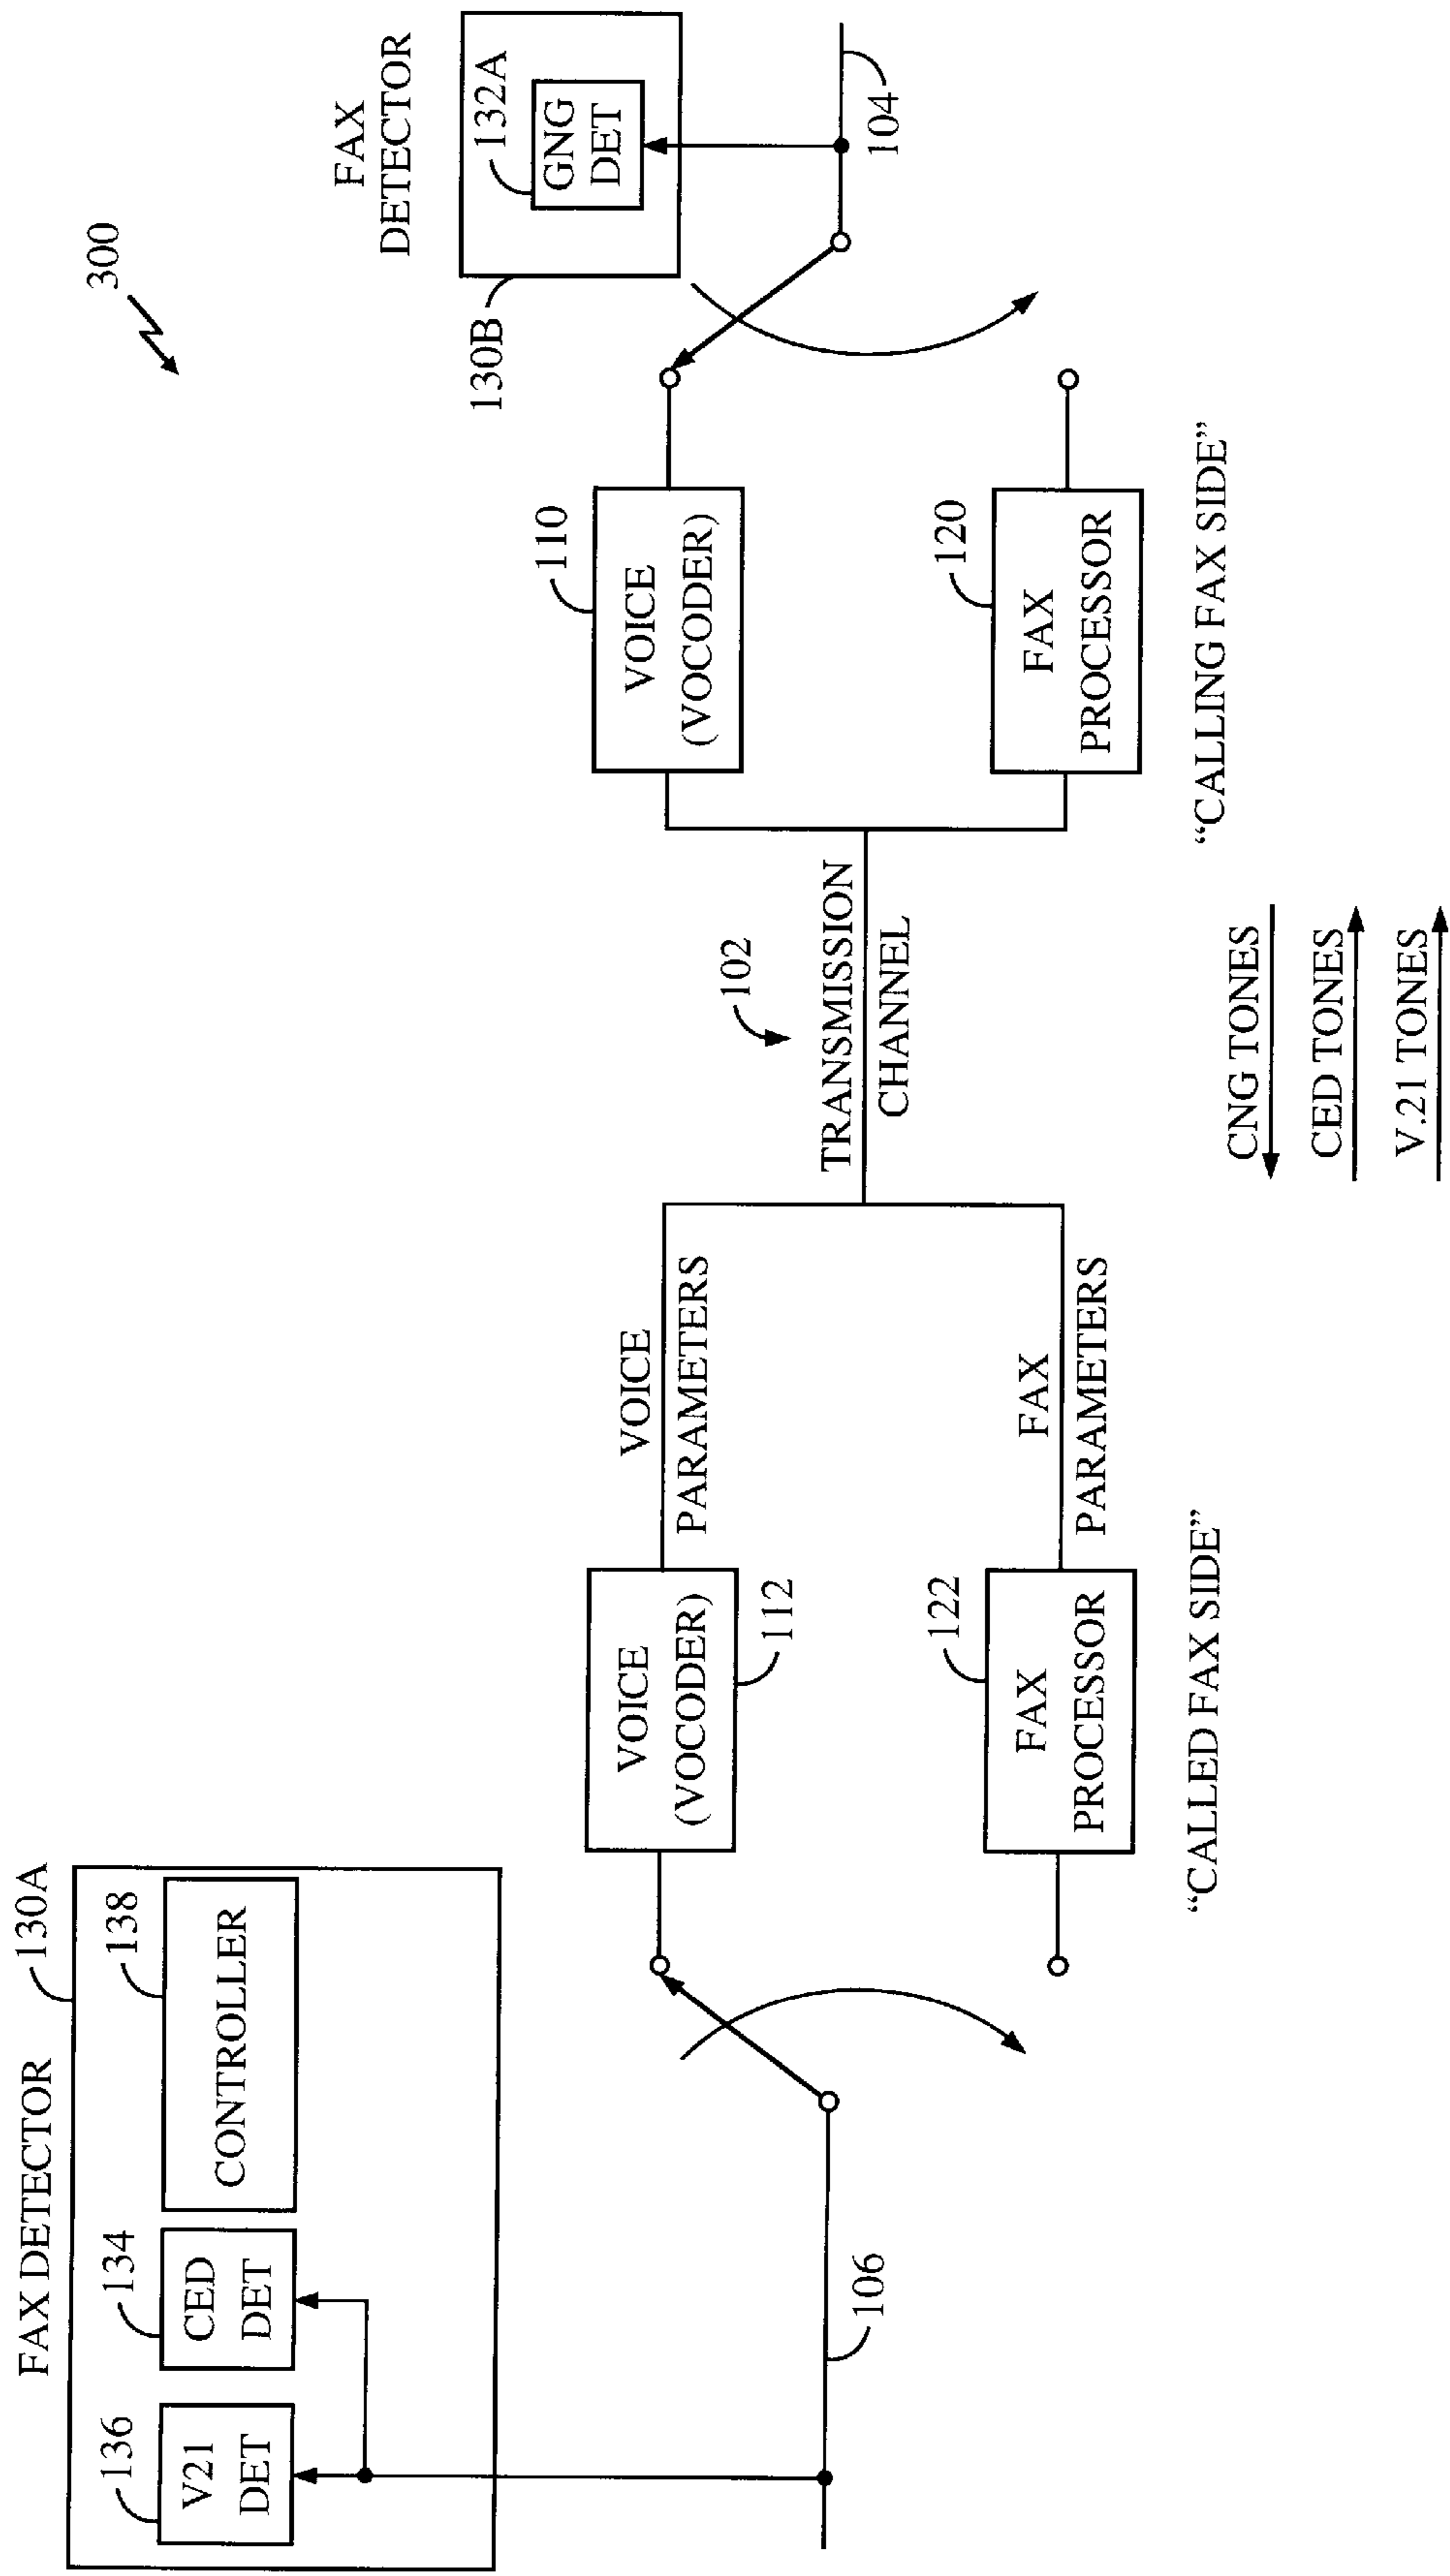 300
FAX DETECTOR
130A
136
V21
DET
134
CED
DET
138
CONTROLLER
FAX
DETECTOR
132A
GNG
DET
130B
104
106
VOICE
(VOCODER)
112
VOICE
PARAMETERS
102
TRANSMISSION
CHANNEL
110
VOICE
(VOCODER)
122
FAX
PROCESSOR
FAX
PARAMETERS
120
FAX
PROCESSOR
“CALLED FAX SIDE”
“CALLING FAX SIDE”
CNG TONES
CED TONES
V.21 TONES